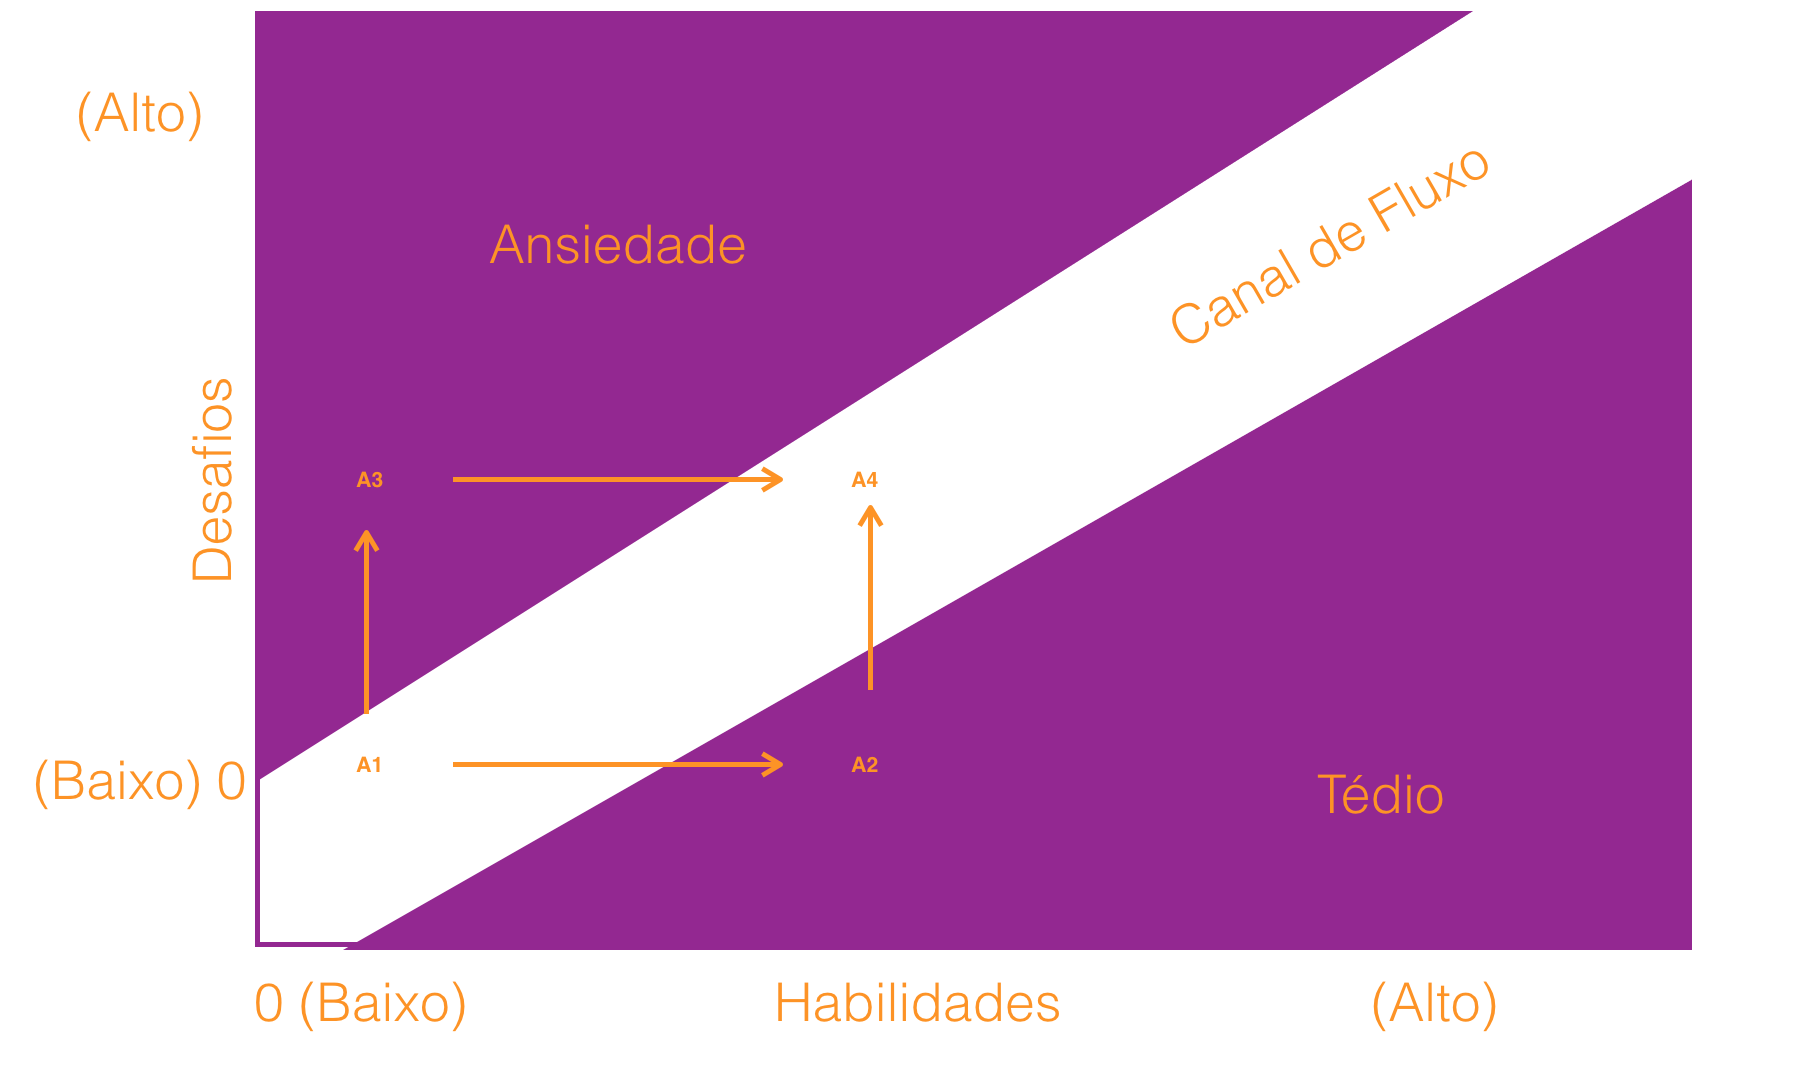 (Alto)
Ansiedade
Canal de Fluxo
Desafios
A3
A4
(Baixo) 0
A1
A2
Tédio
0 (Baixo)
Habilidades
(Alto)